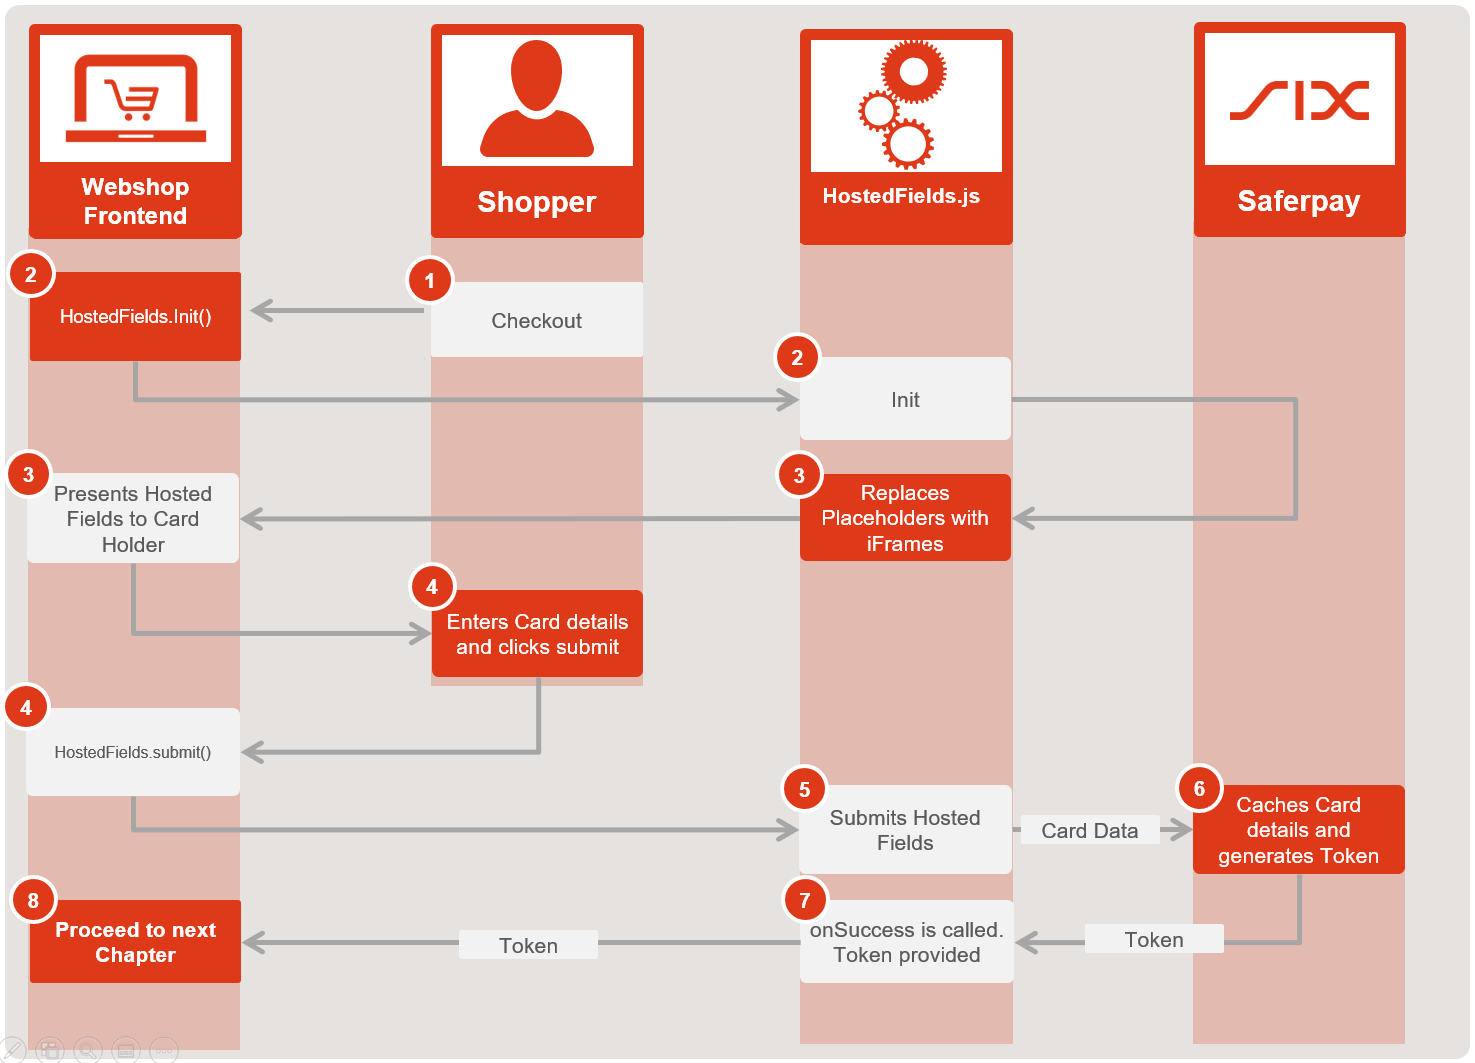 Webshop
Frontend
Shopper
HostedFields.js
SIX
Saferpay
1
Checkout
2
HostedFields.Init()
2
Init
3
Replaces
Placeholders with
iFrames
3
Presents Hosted
Fields to Card
Holder
4
Enters Card details
and clicks submit
4
HostedFields.submit()
5
Submits Hosted
Fields
Card Data
6
Caches Card
details and
generates Token
Token
7
onSuccess is called.
Token provided
Token
8
Proceed to next
Chapter